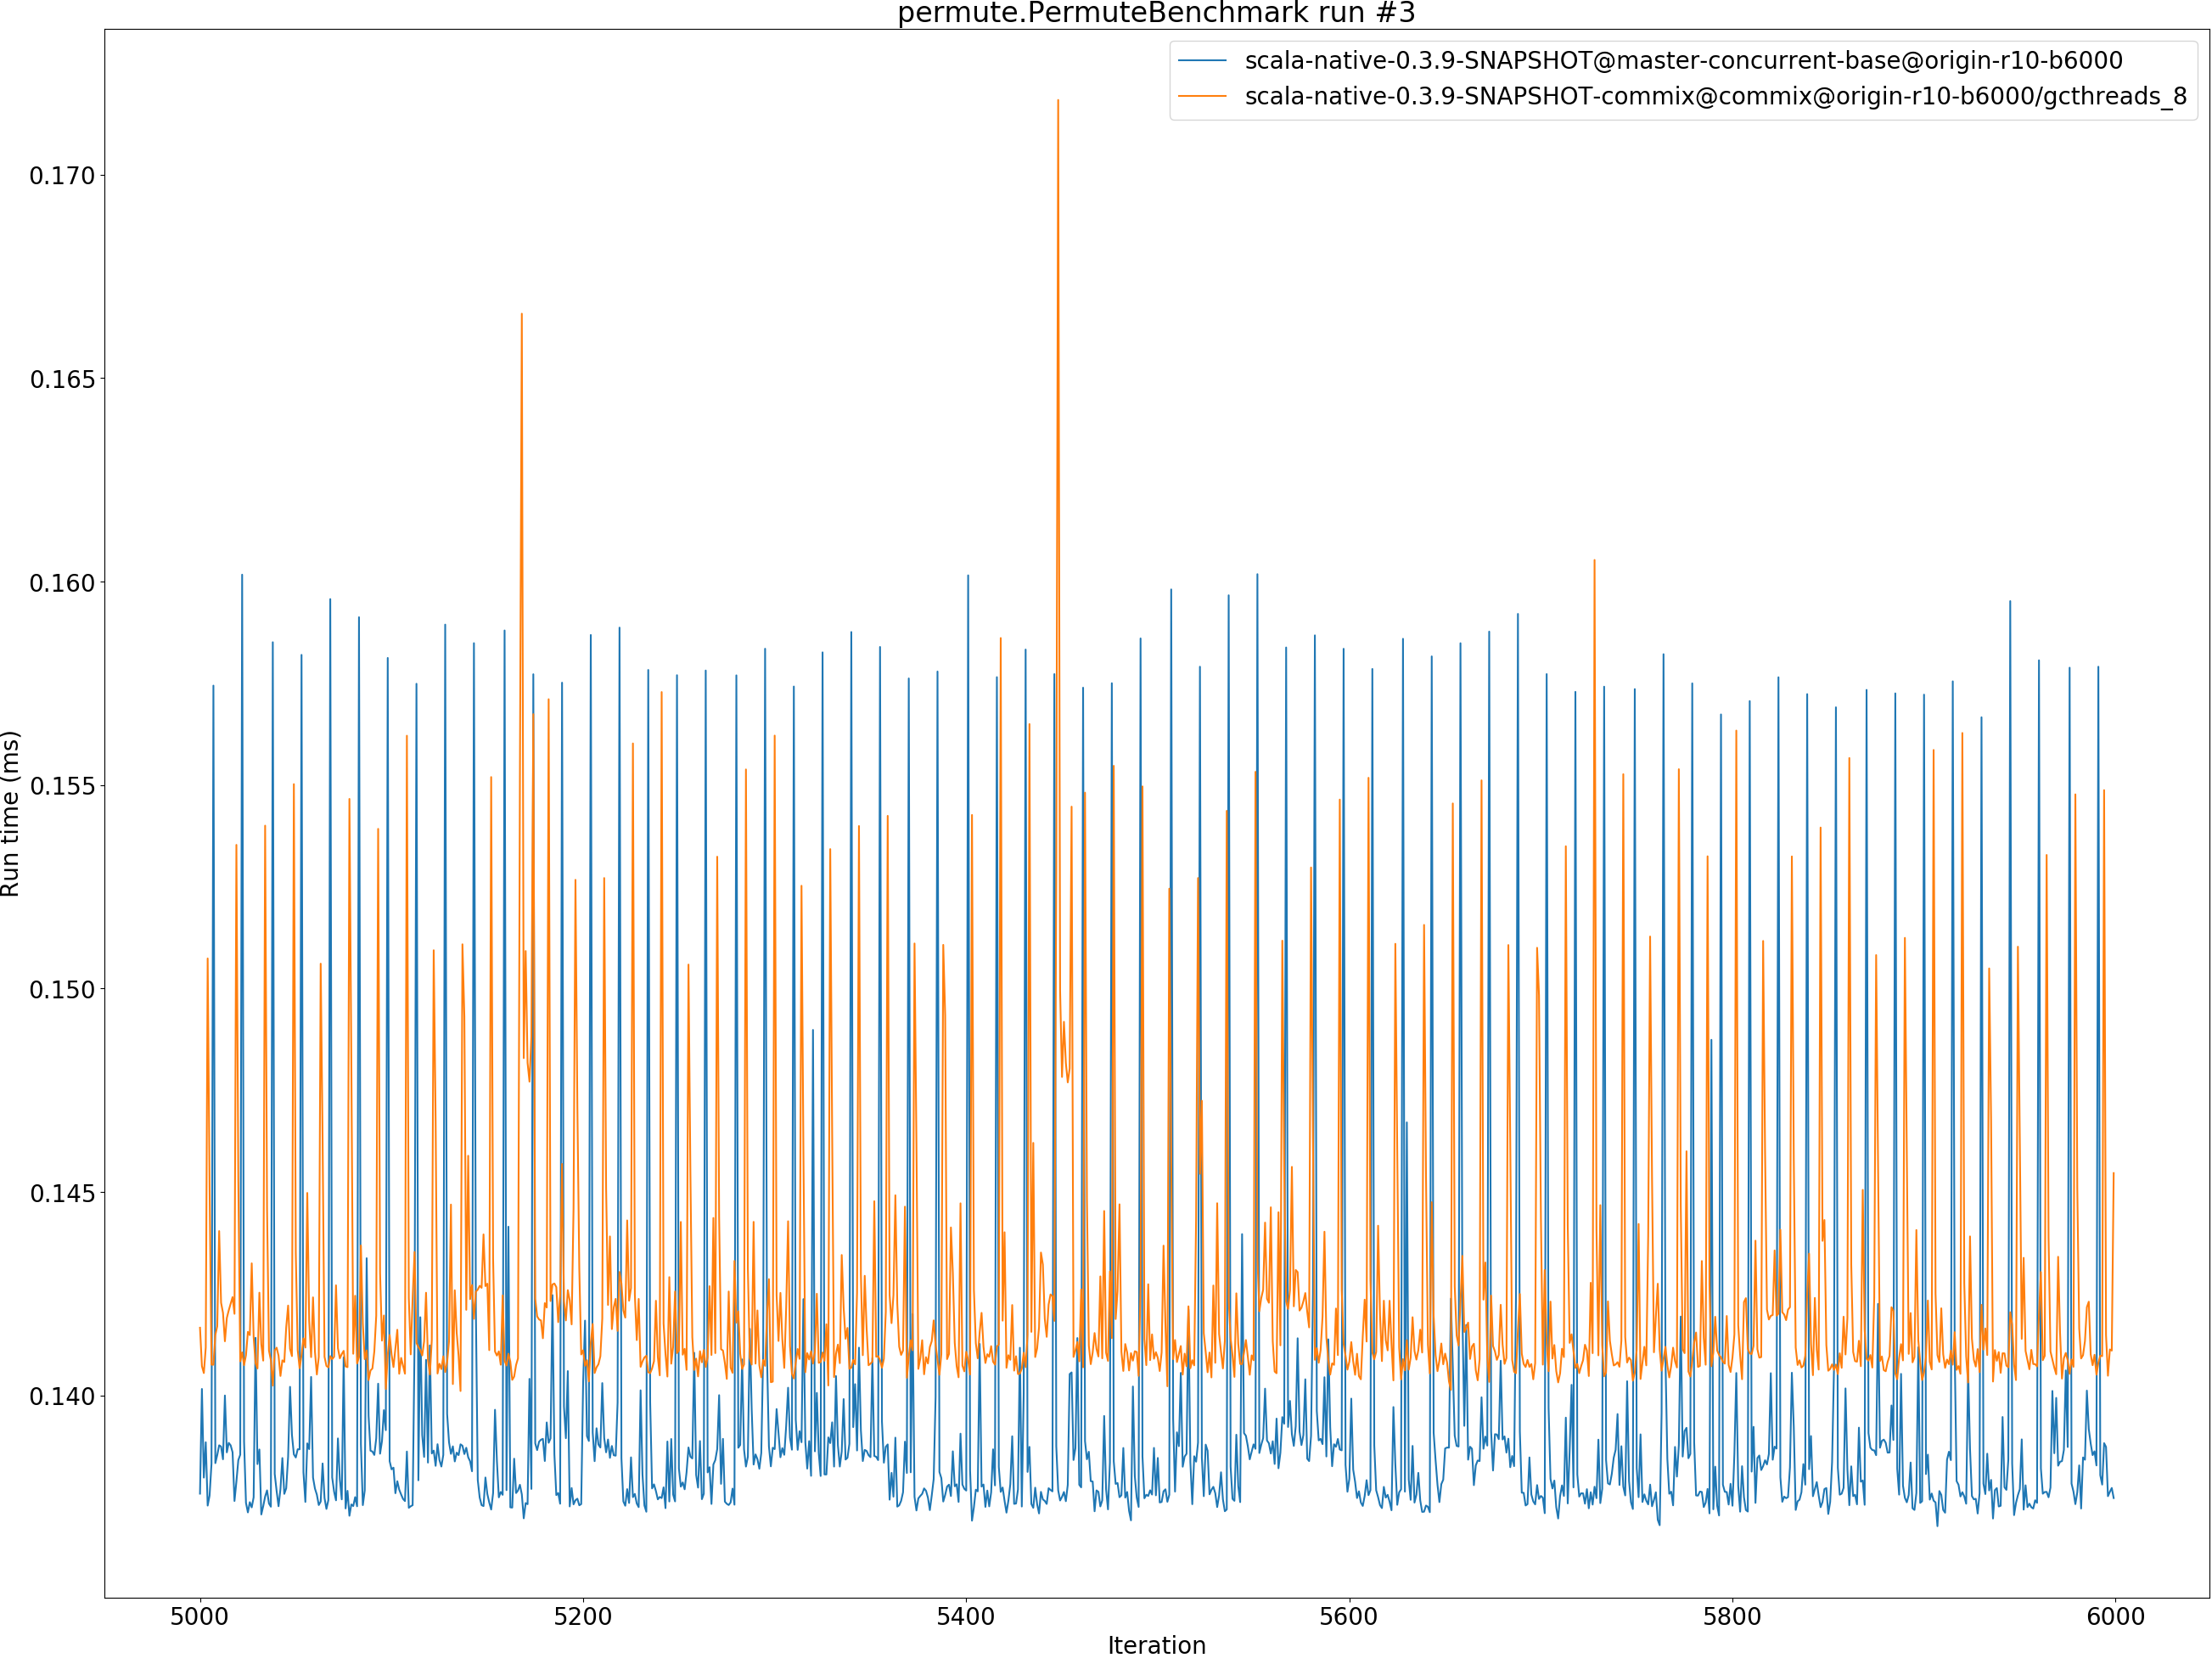 permute.PermuteBenchmark run #3
scala-native-0.3.9-SNAPSHOT@master-concurrent-base@origin-r10-b6000
scala-native-0.3.9-SNAPSHOT-commix@commix@origin-r10-b6000/gcthreads_8
0.170
0.165
0.160
0.155
0.150
0.145
0.140
Run time (ms)
5000 5200 5400 5600 5800 6000
Iteration